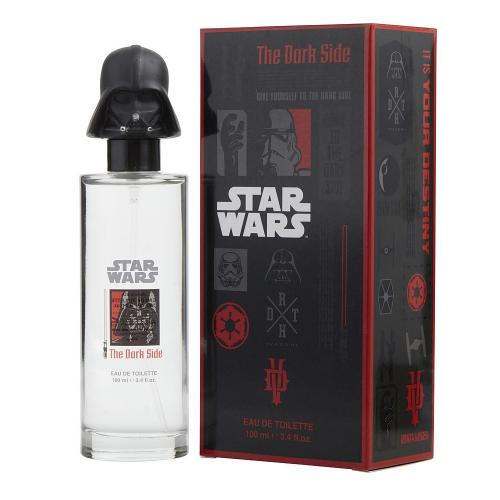 STAR
WARS
The Dark Side
EAU DE TOILETTE
100 ml e 3.4 fl.oz.
The Dark Side
GIVE YOURSELF TO THE DARK SIDE
STAR
WARS
R
D T
H
VD
EAU DE TOILETTE
100 ml e 3.4 fl.oz.
IT IS YOUR DESTINY
D R
T H